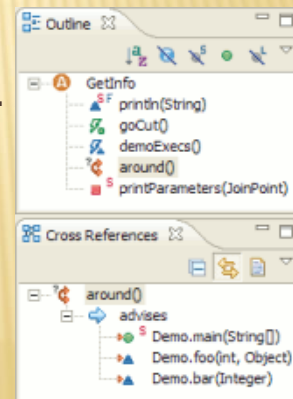 Outline
GetInfo
S F println(String)
goCut()
demoExecs()
around()
S printParameters(JoinPoint)
Cross References
around()
advises
S Demo.main(String[])
Demo.foo(int, Object)
Demo.bar(Integer)